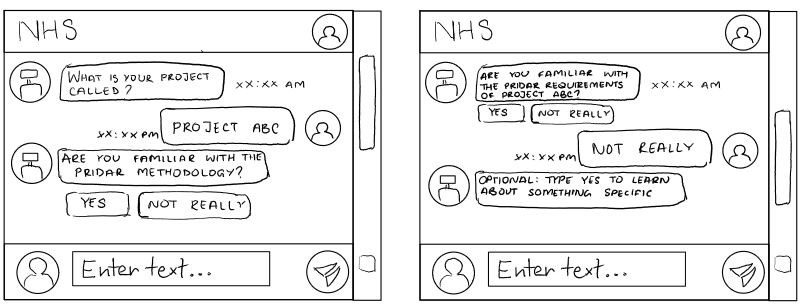 NHS
WHAT IS YOUR PROJECT
CALLED?
XX:XX AM
XX:XX PM
PROJECT ABC
ARE YOU FAMILIAR WITH THE
PRIDAR METHODOLOGY?
YES
NOT REALLY
Enter text...
NHS
ARE YOU FAMILIAR WITH
THE PRIDAR REQUIREMENTS
OF PROJECT ABC?
XX:XX AM
YES
NOT REALLY
XX:XX PM
NOT REALLY
OPTIONAL: TYPE YES TO LEARN
ABOUT SOMETHING SPECIFIC
Enter text...